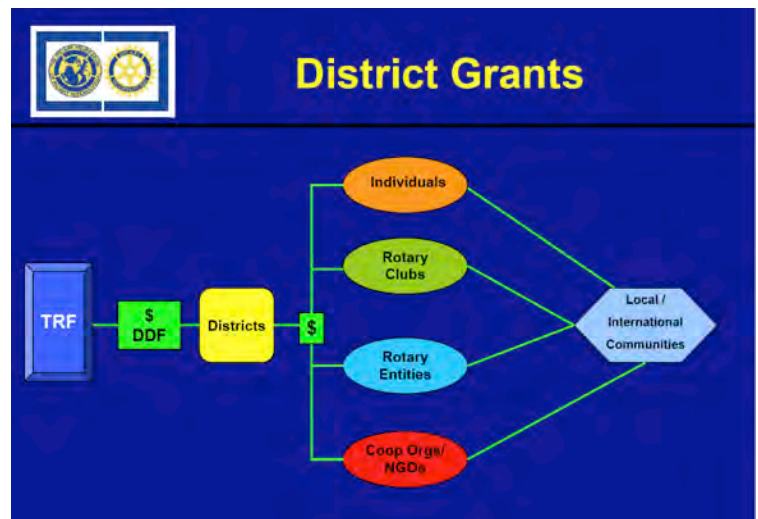 District Grants
Individuals
Rotary
Clubs
TRF
$
DDF
Districts
$
Local /
International
Communities
Rotary
Entities
Coop Orgs/
NGOs